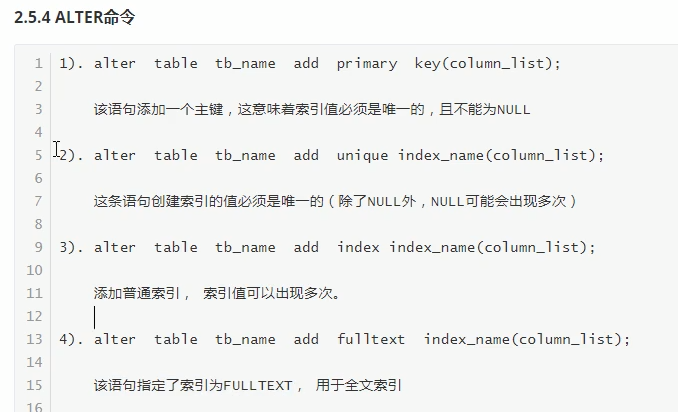 2.5.4 ALTER命令
1 1). alter table tb_name add primary key(column_list);
2
3 该语句添加一个主键，这意味着索引值必须是唯一的，且不能为NULL
4
5 2). alter table tb_name add unique index_name(column_list);
6
7 这条语句创建索引的值必须是唯一的（除了NULL外，NULL可能会出现多次）
8
9 3). alter table tb_name add index index_name(column_list);
10
11 添加普通索引， 索引值可以出现多次。
12
13 4). alter table tb_name add fulltext index_name(column_list);
14
15 该语句指定了索引为FULLTEXT， 用于全文索引
16